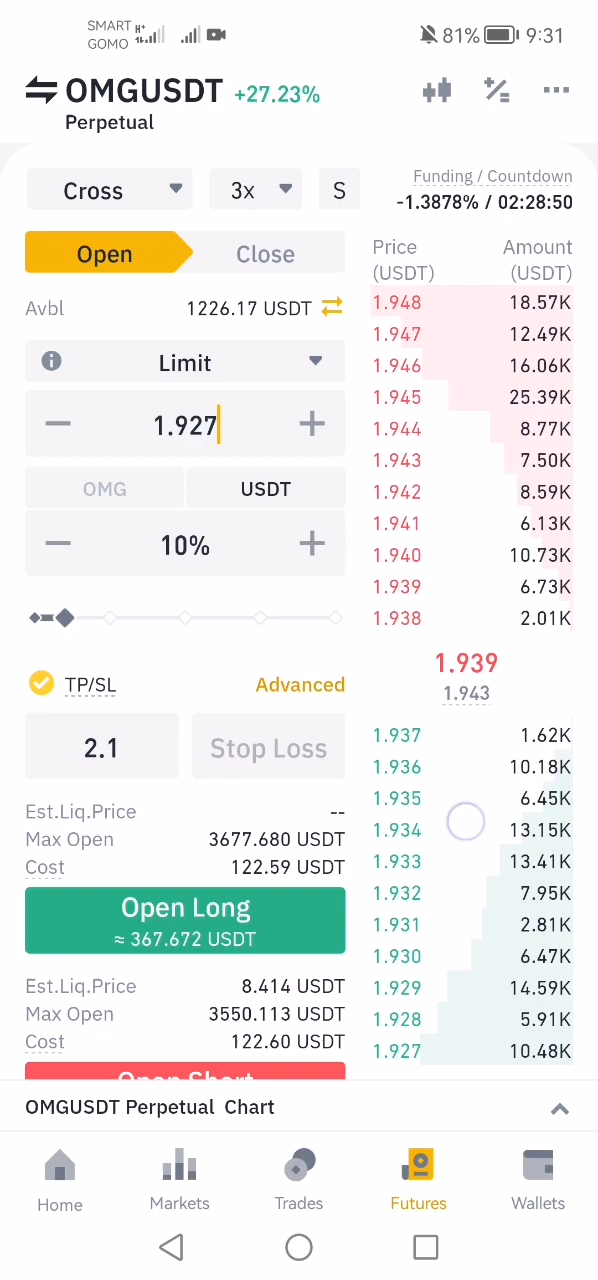 SMART
GOMO
81% 9:31
OMGUSDT +27.23%
Perpetual
Cross 3x S
Funding / Countdown
-1.3878% / 02:28:50
Open Close
Avbl 1226.17 USDT
Limit
1.927
OMG USDT
10%
TP/SL Advanced
2.1 Stop Loss
Est.Liq.Price --
Max Open 3677.680 USDT
Cost 122.59 USDT
Open Long
≈ 367.672 USDT
Est.Liq.Price 8.414 USDT
Max Open 3550.113 USDT
Cost 122.60 USDT
Open Short
Price Amount
(USDT) (USDT)
1.948 18.57K
1.947 12.49K
1.946 16.06K
1.945 25.39K
1.944 8.77K
1.943 7.50K
1.942 8.59K
1.941 6.13K
1.940 10.73K
1.939 6.73K
1.938 2.01K
1.939
1.943
1.937 1.62K
1.936 10.18K
1.935 6.45K
1.934 13.15K
1.933 13.41K
1.932 7.95K
1.931 2.81K
1.930 6.47K
1.929 14.59K
1.928 5.91K
1.927 10.48K
OMGUSDT Perpetual Chart
Home Markets Trades Futures Wallets